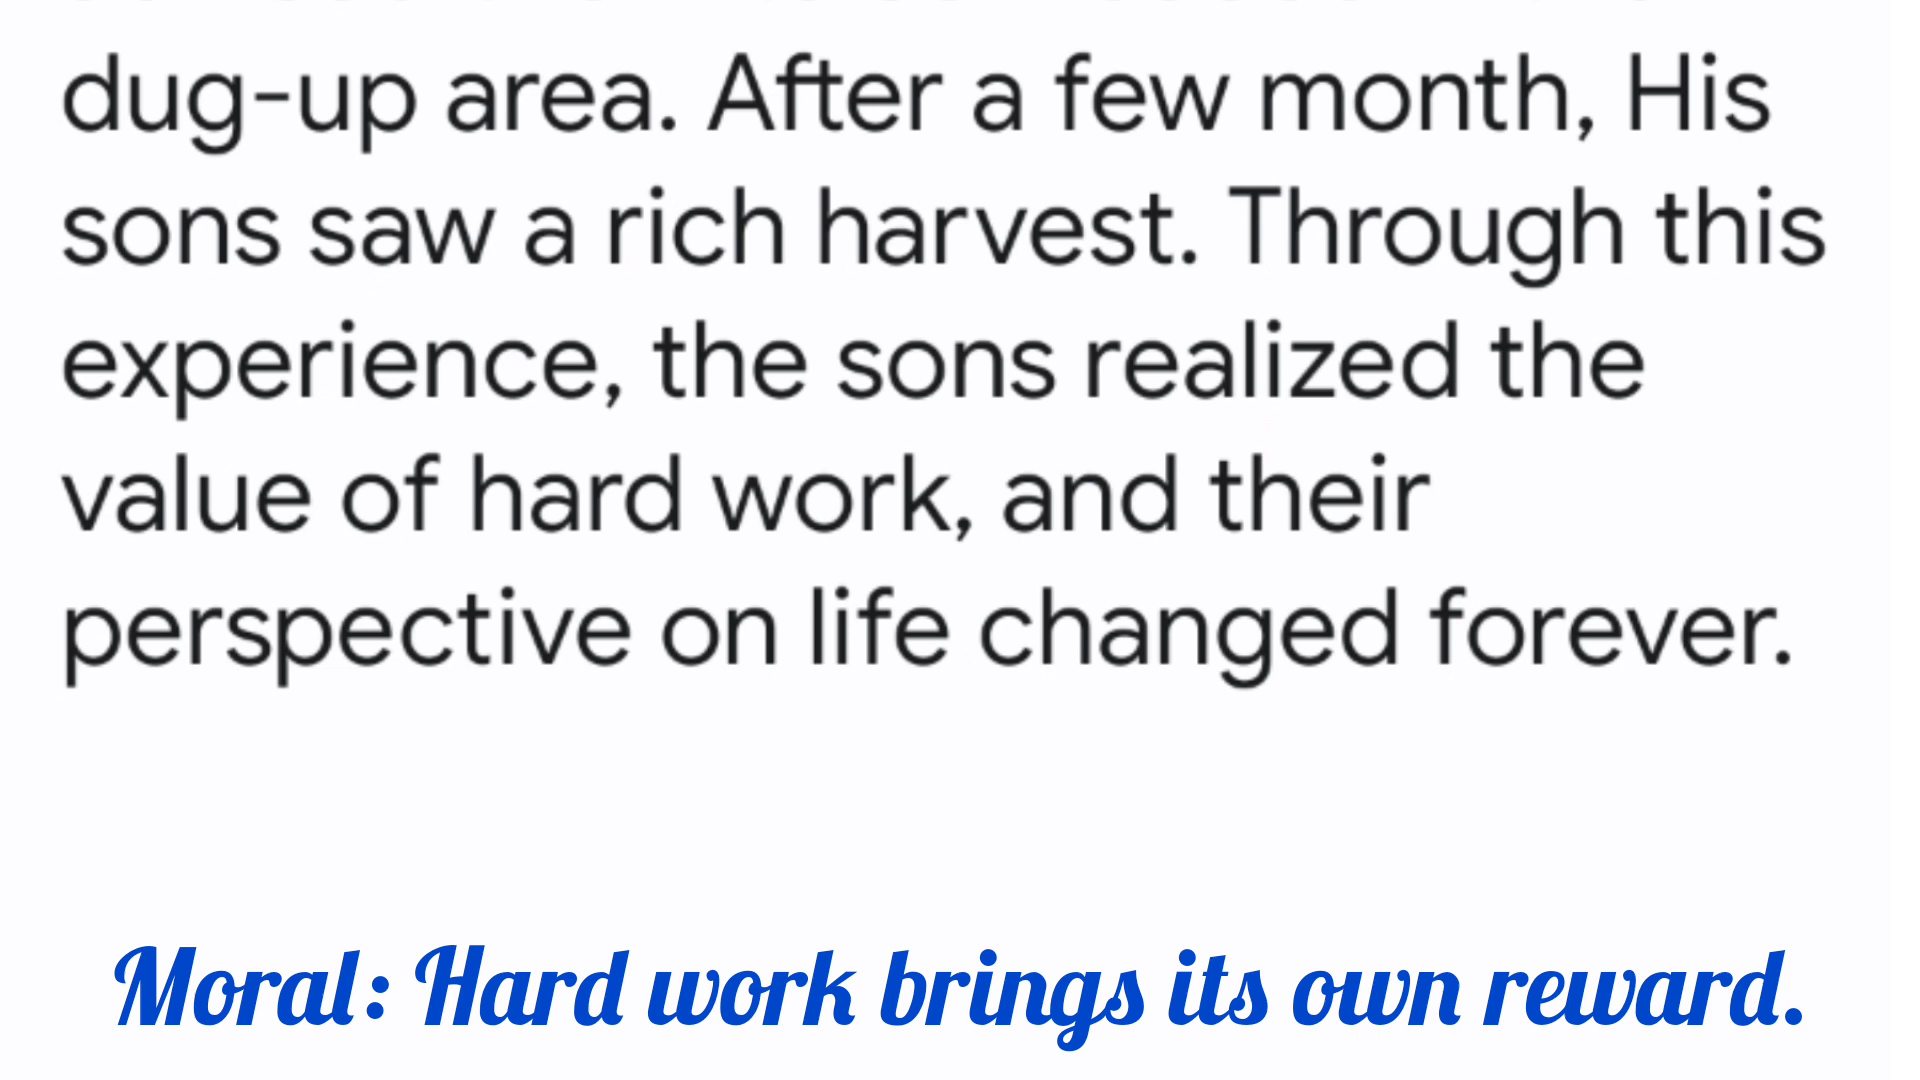 dug-up area. After a few month, His
sons saw a rich harvest. Through this
experience, the sons realized the
value of hard work, and their
perspective on life changed forever.
Moral: Hard work brings its own reward.